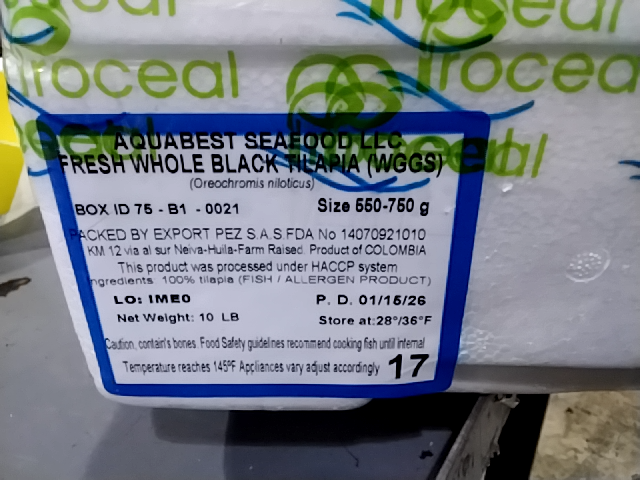 roceal
roceal
AQUABEST SEAFOOD LLC
FRESH WHOLE BLACK TILAPIA (WGGS)
(Oreochromis niloticus)
BOX ID 75 - B1 - 0021 Size 550-750 g
PACKED BY EXPORT PEZ S.A.S.FDA No 14070921010
KM 12 via al sur Neiva-Huila-Farm Raised. Product of COLOMBIA
This product was processed under HACCP system
ngredients 100% tilapia (FISH / ALLERGEN PRODUCT)
LO: IME0 P. D. 01/15/26
Net Weight: 10 LB Store at:28°/36°F
Caution, contain's bones. Food Safety guidelines recommend cooking fish until internal
Temperature reaches 145ºF Appliances vary adjust accordingly 17